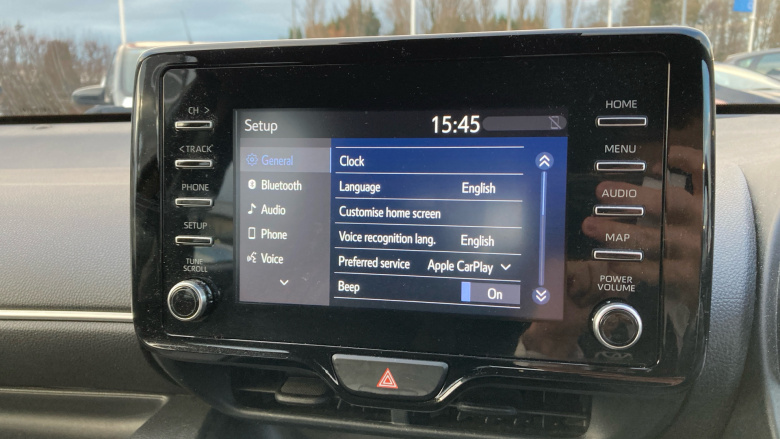 Setup
15:45
General
Bluetooth
Audio
Phone
Voice
Clock
Language English
Customise home screen
Voice recognition lang. English
Preferred service Apple CarPlay
Beep On
CH >
< TRACK
PHONE
SETUP
TUNE
SCROLL
HOME
MENU
AUDIO
MAP
POWER
VOLUME